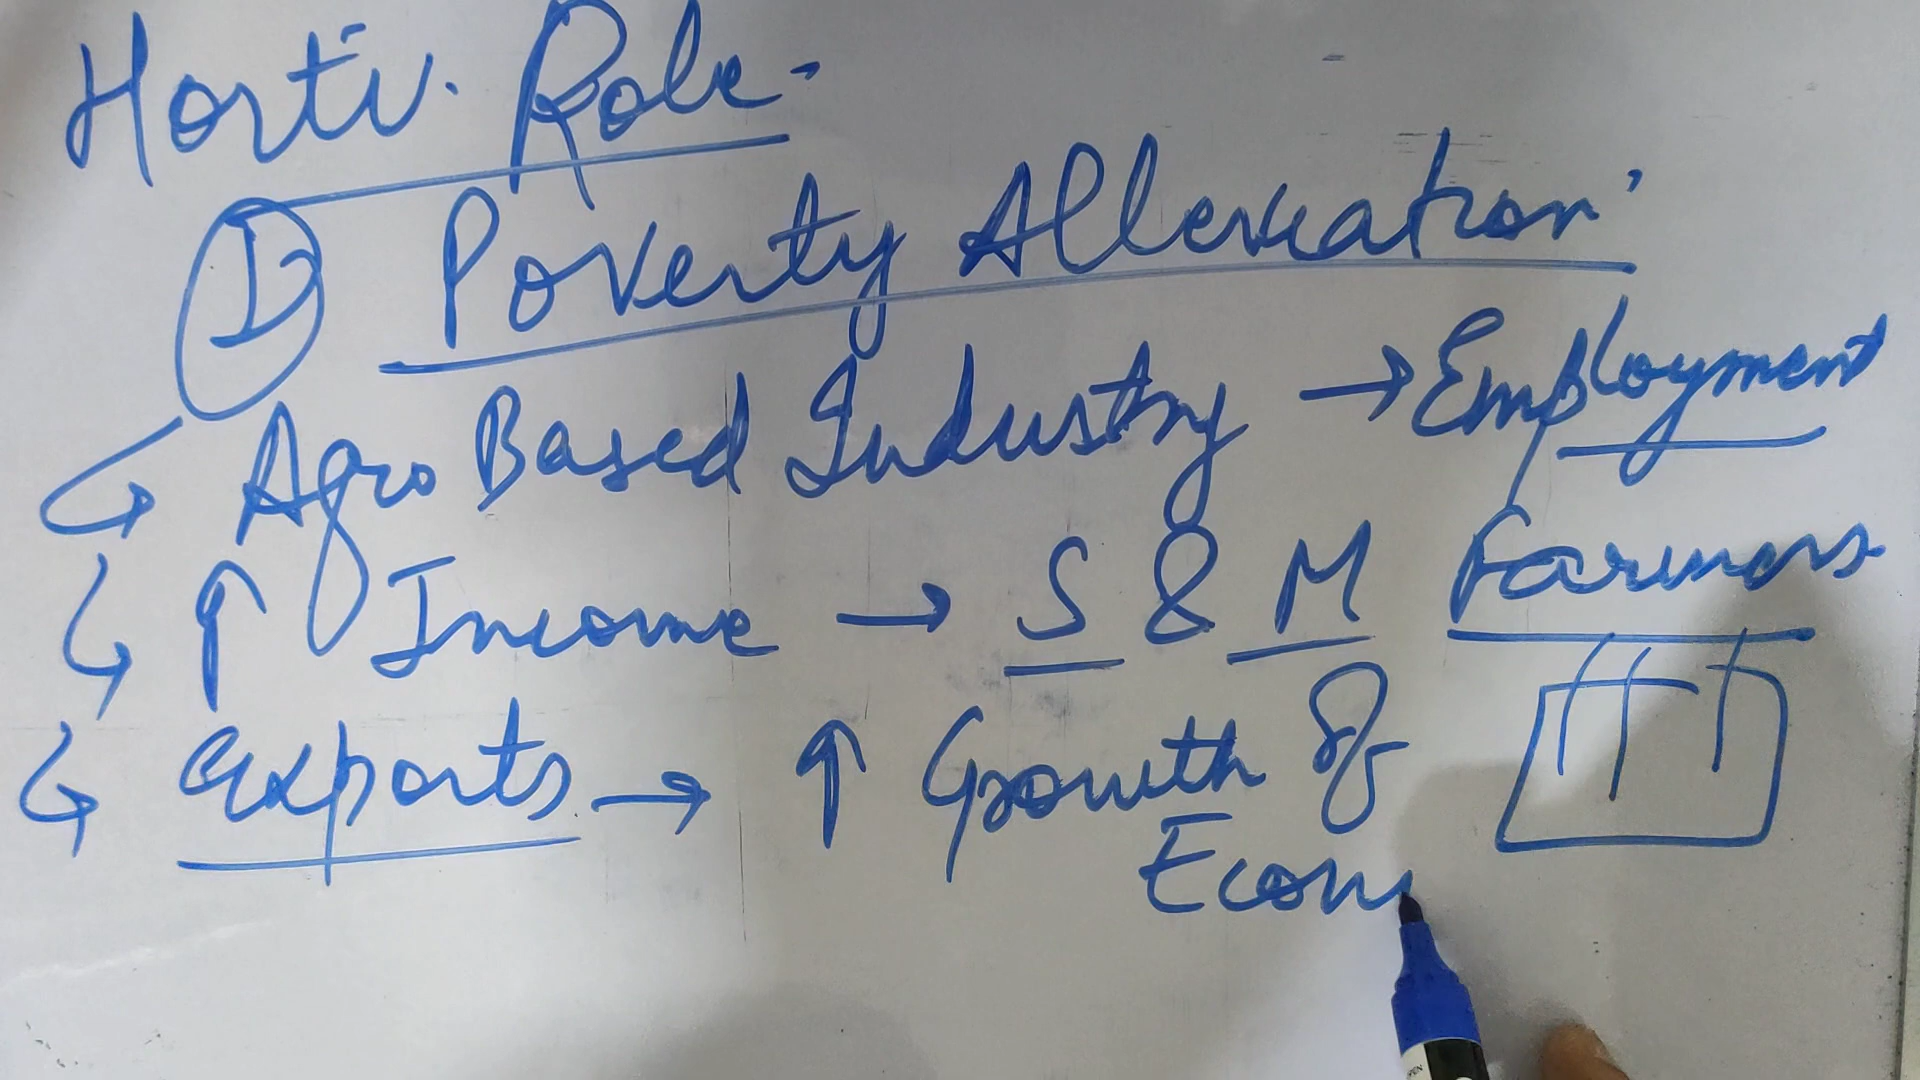 Horti. Role-
I Poverty Alleviation.
↳ Agro Based Industry → Employment
↳ ↑ Income → S & M Farmers
↳ exports → ↑ Growth of
Econ